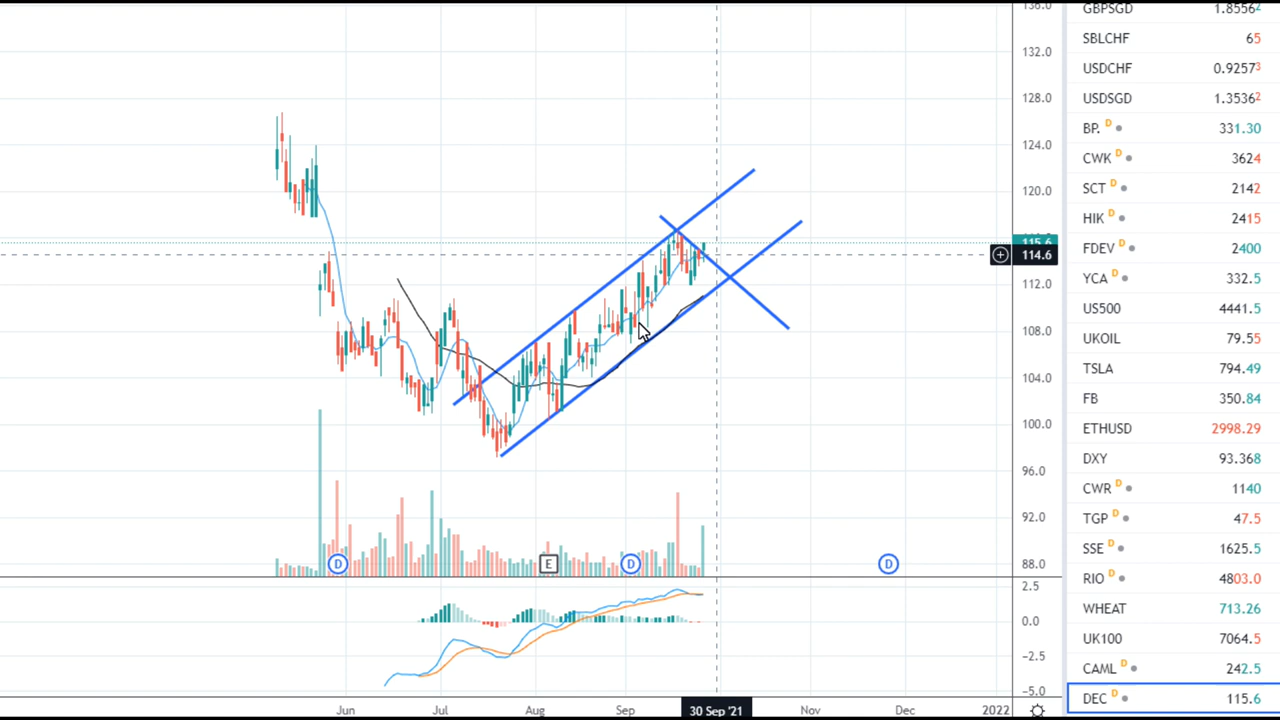 136.0
132.0
128.0
124.0
120.0
115.6
114.6
112.0
108.0
104.0
100.0
96.0
92.0
88.0
D
E
D
D
2.5
0.0
−2.5
−5.0
Jun Jul Aug Sep 30 Sep '21 Nov Dec 2022
GBPSGD 1.8556²
SBLCHF 65
USDCHF 0.9257³
USDSGD 1.3536²
BP. D 331.30
CWK D 3624
SCT D 2142
HIK D 2415
FDEV D 2400
YCA D 332.5
US500 4441.5
UKOIL 79.55
TSLA 794.49
FB 350.84
ETHUSD 2998.29
DXY 93.368
CWR D 1140
TGP D 47.5
SSE D 1625.5
RIO D 4803.0
WHEAT 713.26
UK100 7064.5
CAML D 242.5
DEC D 115.6